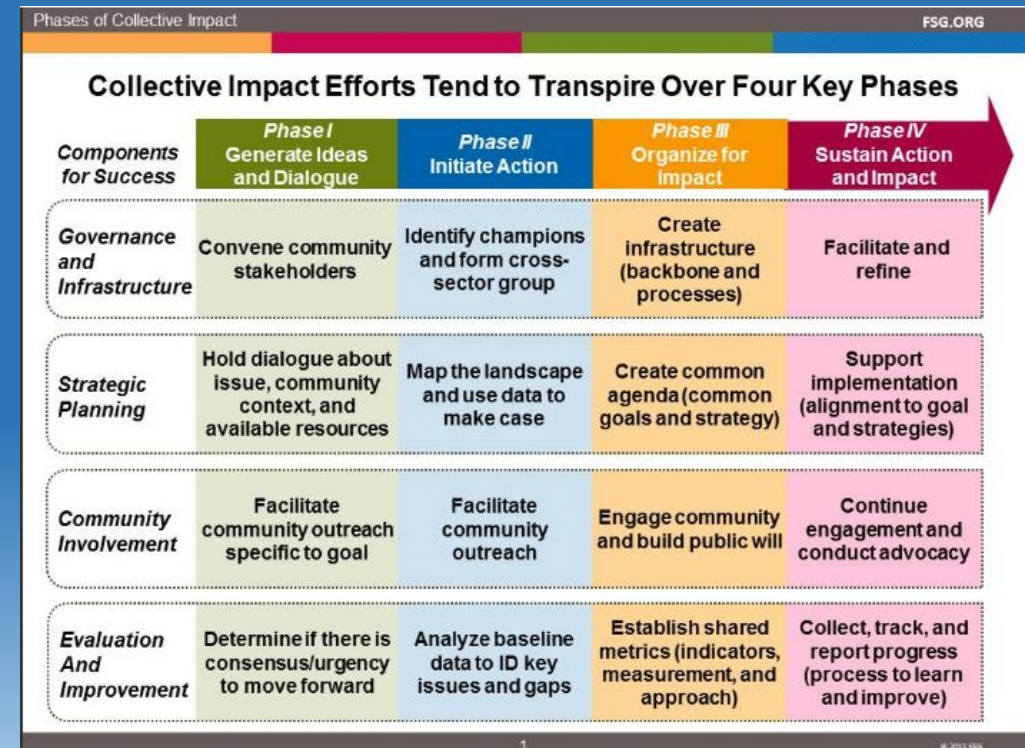 Phases of Collective Impact
FSG.ORG
Collective Impact Efforts Tend to Transpire Over Four Key Phases
Components
for Success
Phase I
Generate Ideas
and Dialogue
Phase II
Initiate Action
Phase III
Organize for
Impact
Phase IV
Sustain Action
and Impact
Governance
and
Infrastructure
Convene community
stakeholders
Identify champions
and form cross-
sector group
Create
infrastructure
(backbone and
processes)
Facilitate and
refine
Strategic
Planning
Hold dialogue about
issue, community
context, and
available resources
Map the landscape
and use data to
make case
Create common
agenda (common
goals and strategy)
Support
implementation
(alignment to goal
and strategies)
Community
Involvement
Facilitate
community outreach
specific to goal
Facilitate
community
outreach
Engage community
and build public will
Continue
engagement and
conduct advocacy
Evaluation
And
Improvement
Determine if there is
consensus/urgency
to move forward
Analyze baseline
data to ID key
issues and gaps
Establish shared
metrics (indicators,
measurement, and
approach)
Collect, track, and
report progress
(process to learn
and improve)
1
© 2012 FSG